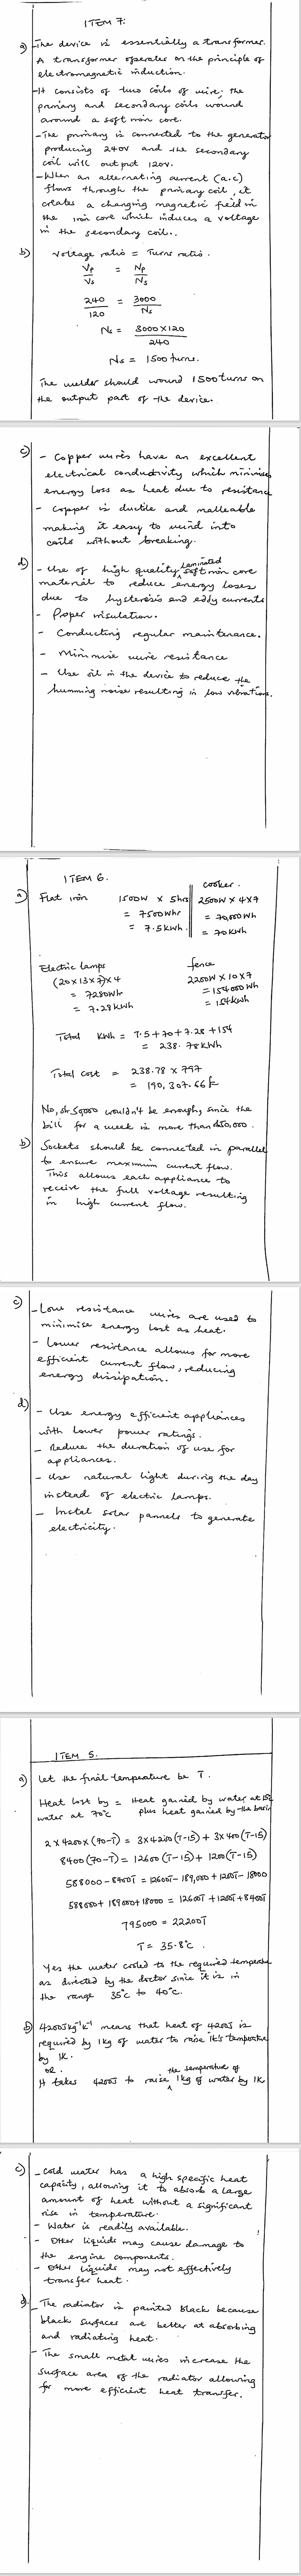 ITEM 7:
a) The device is essentially a transformer.
A transformer operates on the principle of
electromagnetic induction.
- It consists of two coils of wire; the
primary and secondary coils wound
around a soft iron core.
- The primary is connected to the generator
producing 240V and the secondary
coil will output 120V.
- When an alternating current (a.c)
flows through the primary coil, it
creates a changing magnetic field in
the iron core which induces a voltage
in the secondary coil.
b) Voltage ratio = Turns ratio.
Vp/Vs = Np/Ns
240/120 = 3000/Ns
Ns = 3000 x 120/240
Ns = 1500 turns.
The welder should wound 1500 turns on
the output part of the device.
c) - Copper wires have an excellent
electrical conductivity which minimises
energy loss as heat due to resistance
- Copper is ductile and malleable
making it easy to wind into
coils without breaking.
d) - Use of high quality laminated soft iron core
material to reduce energy loses
due to hysteresis and eddy currents
- Proper insulation.
- Conducting regular maintenance.
- Minimise wire resistance
- Use oil in the device to reduce the
humming noise resulting in low vibrations.
ITEM 6.
a) Flat iron 1500W x 5hrs
= 7500Whr
= 7.5kWh.
cooker.
2500W x 4 x 7
= 70,000Wh
= 70kWh
Electric lamps
(20 x 13 x 7) x 4
= 7280Whr
= 7.28kWh
fence
2200W x 10 x 7
= 154000Wh
= 154kWh
Total kWh = 7.5 + 70 + 7.28 + 154
= 238.78kWh
Total cost = 238.78 x 797
= 190,307.66/=
No, sh 50000 wouldn't be enough, since the
bill for a week is more than 50,000.
b) Sockets should be connected in parallel
to ensure maximum current flow.
This allows each appliance to
receive the full voltage resulting
in high current flow.
c) - Low resistance wires are used to
minimise energy lost as heat.
- Lower resistance allows for more
efficient current flow, reducing
energy dissipation.
d) - Use energy efficient appliances
with lower power ratings.
- Reduce the duration of use for
appliances.
- Use natural light during the day
instead of electric lamps.
- Instal solar pannels to generate
electricity.
ITEM 5.
a) Let the final temperature be T.
Heat lost by = Heat gained by water at 15°C
water at 70°C plus heat gained by the basin
2 x 4200 x (70-T) = 3 x 4200 (T-15) + 3 x 400 (T-15)
8400 (70-T) = 12600 (T-15) + 1200 (T-15)
588000 - 8400T = 12600T - 189,000 + 1200T - 18000
588000 + 189000 + 18000 = 12600T + 1200T + 8400T
795000 = 22200T
T = 35.8°C.
Yes the water cooled to the required temperature
as directed by the doctor since it is in
the range 35°C to 40°C.
b) 4200Jkg⁻¹K⁻¹ means that heat of 4200J is
required by 1kg of water to raise it's temperature
by 1K.
OR.
It takes 4200J to raise the temperature of 1kg of water by 1K
c) - Cold water has a high specific heat
capacity, allowing it to absorb a large
amount of heat without a significant
rise in temperature.
- Water is readily available.
- Other liquids may cause damage to
the engine components.
- Other liquids may not effectively
transfer heat.
d) - The radiator is painted black because
black surfaces are better at absorbing
and radiating heat.
- The small metal wires increase the
surface area of the radiator allowing
for more efficient heat transfer.